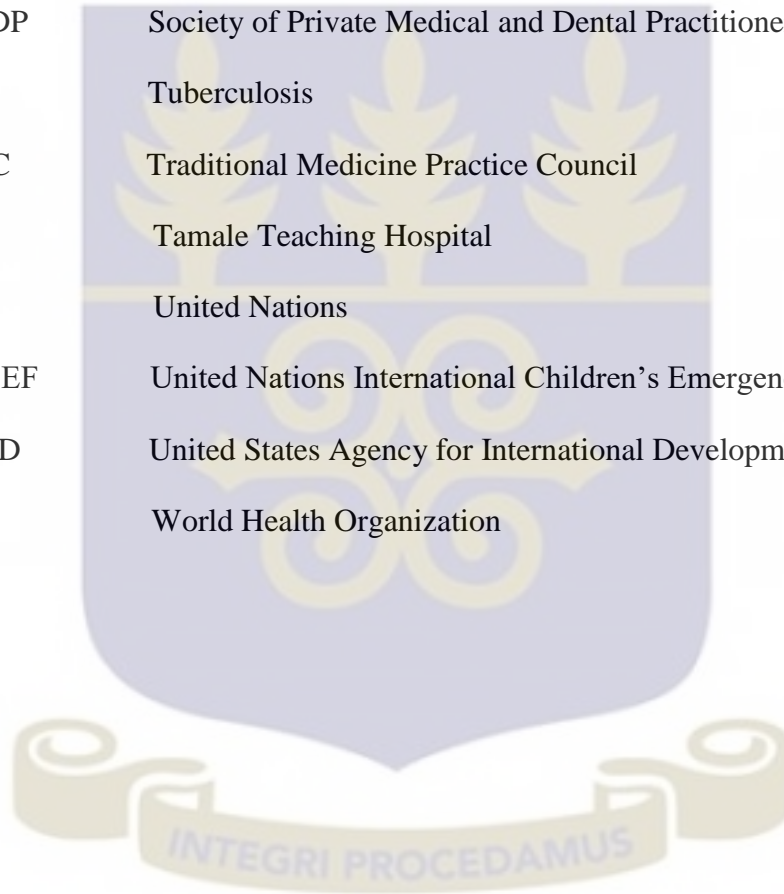 DP Society of Private Medical and Dental Practitione
Tuberculosis
C Traditional Medicine Practice Council
Tamale Teaching Hospital
United Nations
EF United Nations International Children’s Emergen
D United States Agency for International Developm
World Health Organization
INTEGRI PROCEDAMUS